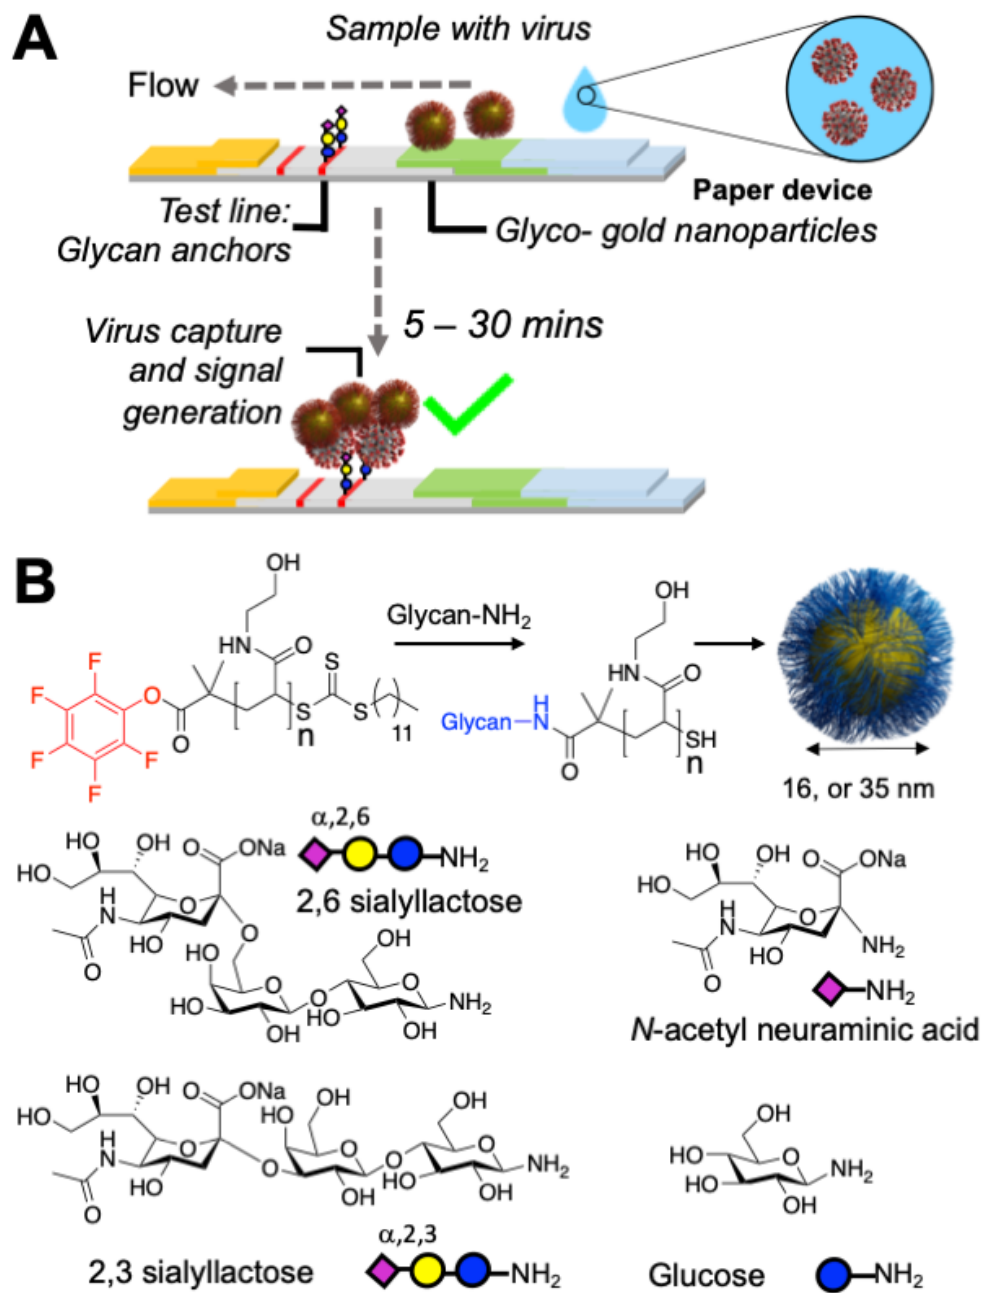 A
Sample with virus
Flow
Paper device
Test line:
Glycan anchors
Glyco- gold nanoparticles
5 – 30 mins
Virus capture
and signal
generation
B
OH
HN
O
S
F
F
F
F
F
O
O
S
n
S
11
Glycan-NH2
OH
HN
O
Glycan–N
H
O
SH
n
16, or 35 nm
HO
OH
HO
O
ONa
H
N
O
HO
O
O
α,2,6
NH2
2,6 sialyllactose
HO
O
HO
OH
O
OH
O
HO
OH
NH2
HO
OH
HO
O
ONa
H
N
O
HO
O
NH2
NH2
N-acetyl neuraminic acid
HO
OH
HO
O
ONa
H
N
O
HO
O
O
HO
OH
O
OH
O
OH
O
HO
OH
NH2
α,2,3
2,3 sialyllactose
NH2
OH
HO
HO
O
OH
NH2
Glucose
NH2